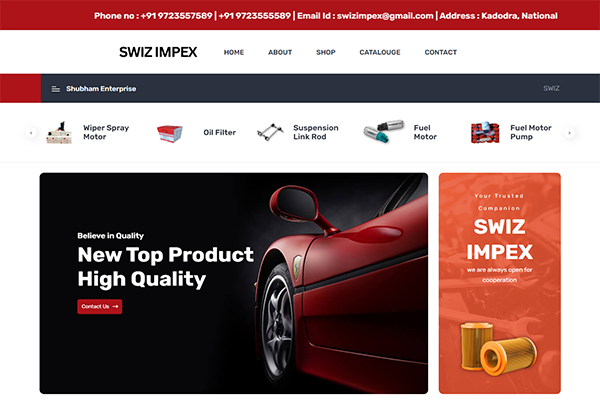 Phone no : +91 9723557589 | +91 9723555589 | Email Id : swizimpex@gmail.com | Address : Kadodra, National
SWIZ IMPEX
HOME
ABOUT
SHOP
CATALOUGE
CONTACT
Shubham Enterprise
SWIZ
Wiper Spray
Motor
Oil Filter
Suspension
Link Rod
Fuel
Motor
Fuel Motor
Pump
Believe in Quality
New Top Product
High Quality
Contact Us
Your Trusted
Companion
SWIZ
IMPEX
we are always open for
cooperation